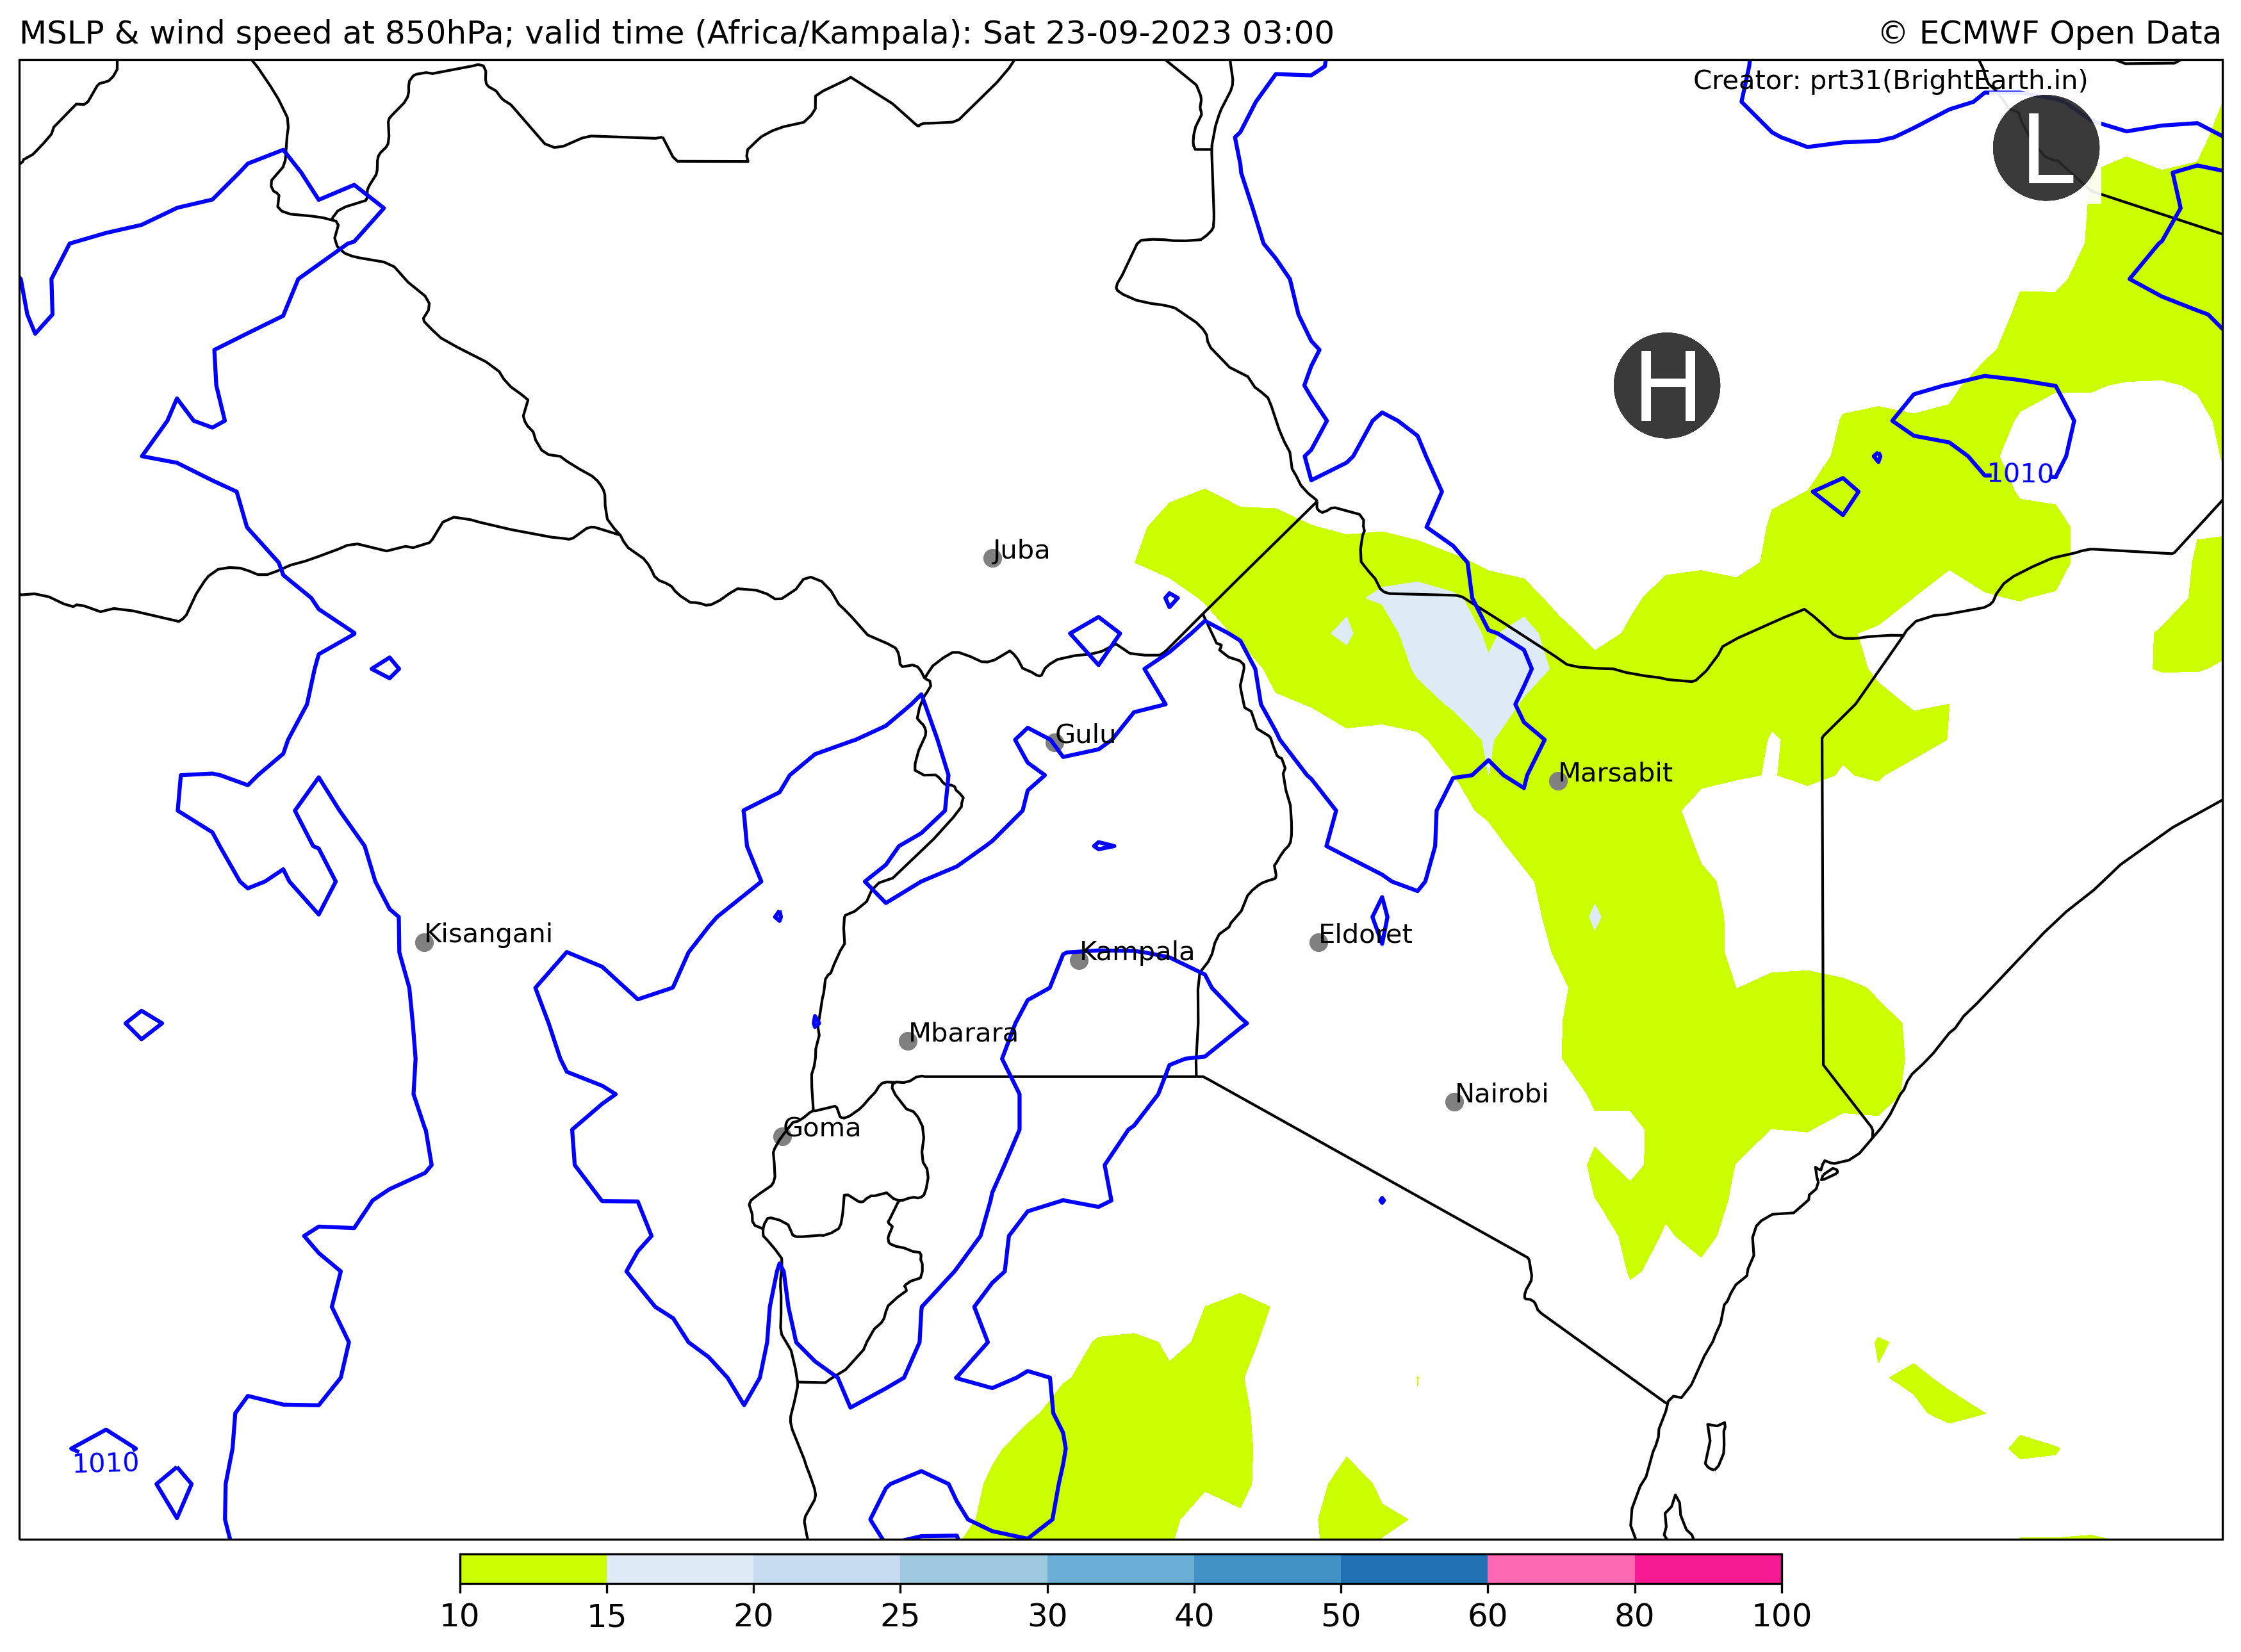 MSLP & wind speed at 850hPa; valid time (Africa/Kampala): Sat 23-09-2023 03:00
© ECMWF Open Data
Creator: prt31(BrightEarth.in)
L
H
1010
Juba
Gulu
Marsabit
Kisangani
Eldoret
Kampala
Mbarara
Nairobi
Goma
1010
10 15 20 25 30 40 50 60 80 100